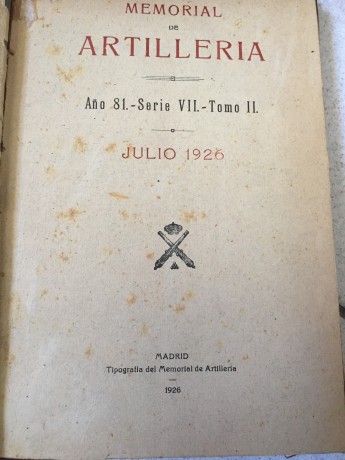 MEMORIAL
DE
ARTILLERIA
Año 81.-Serie VII.-Tomo II.
JULIO 1926
MADRID
Tipografía del Memorial de Artillería
1926